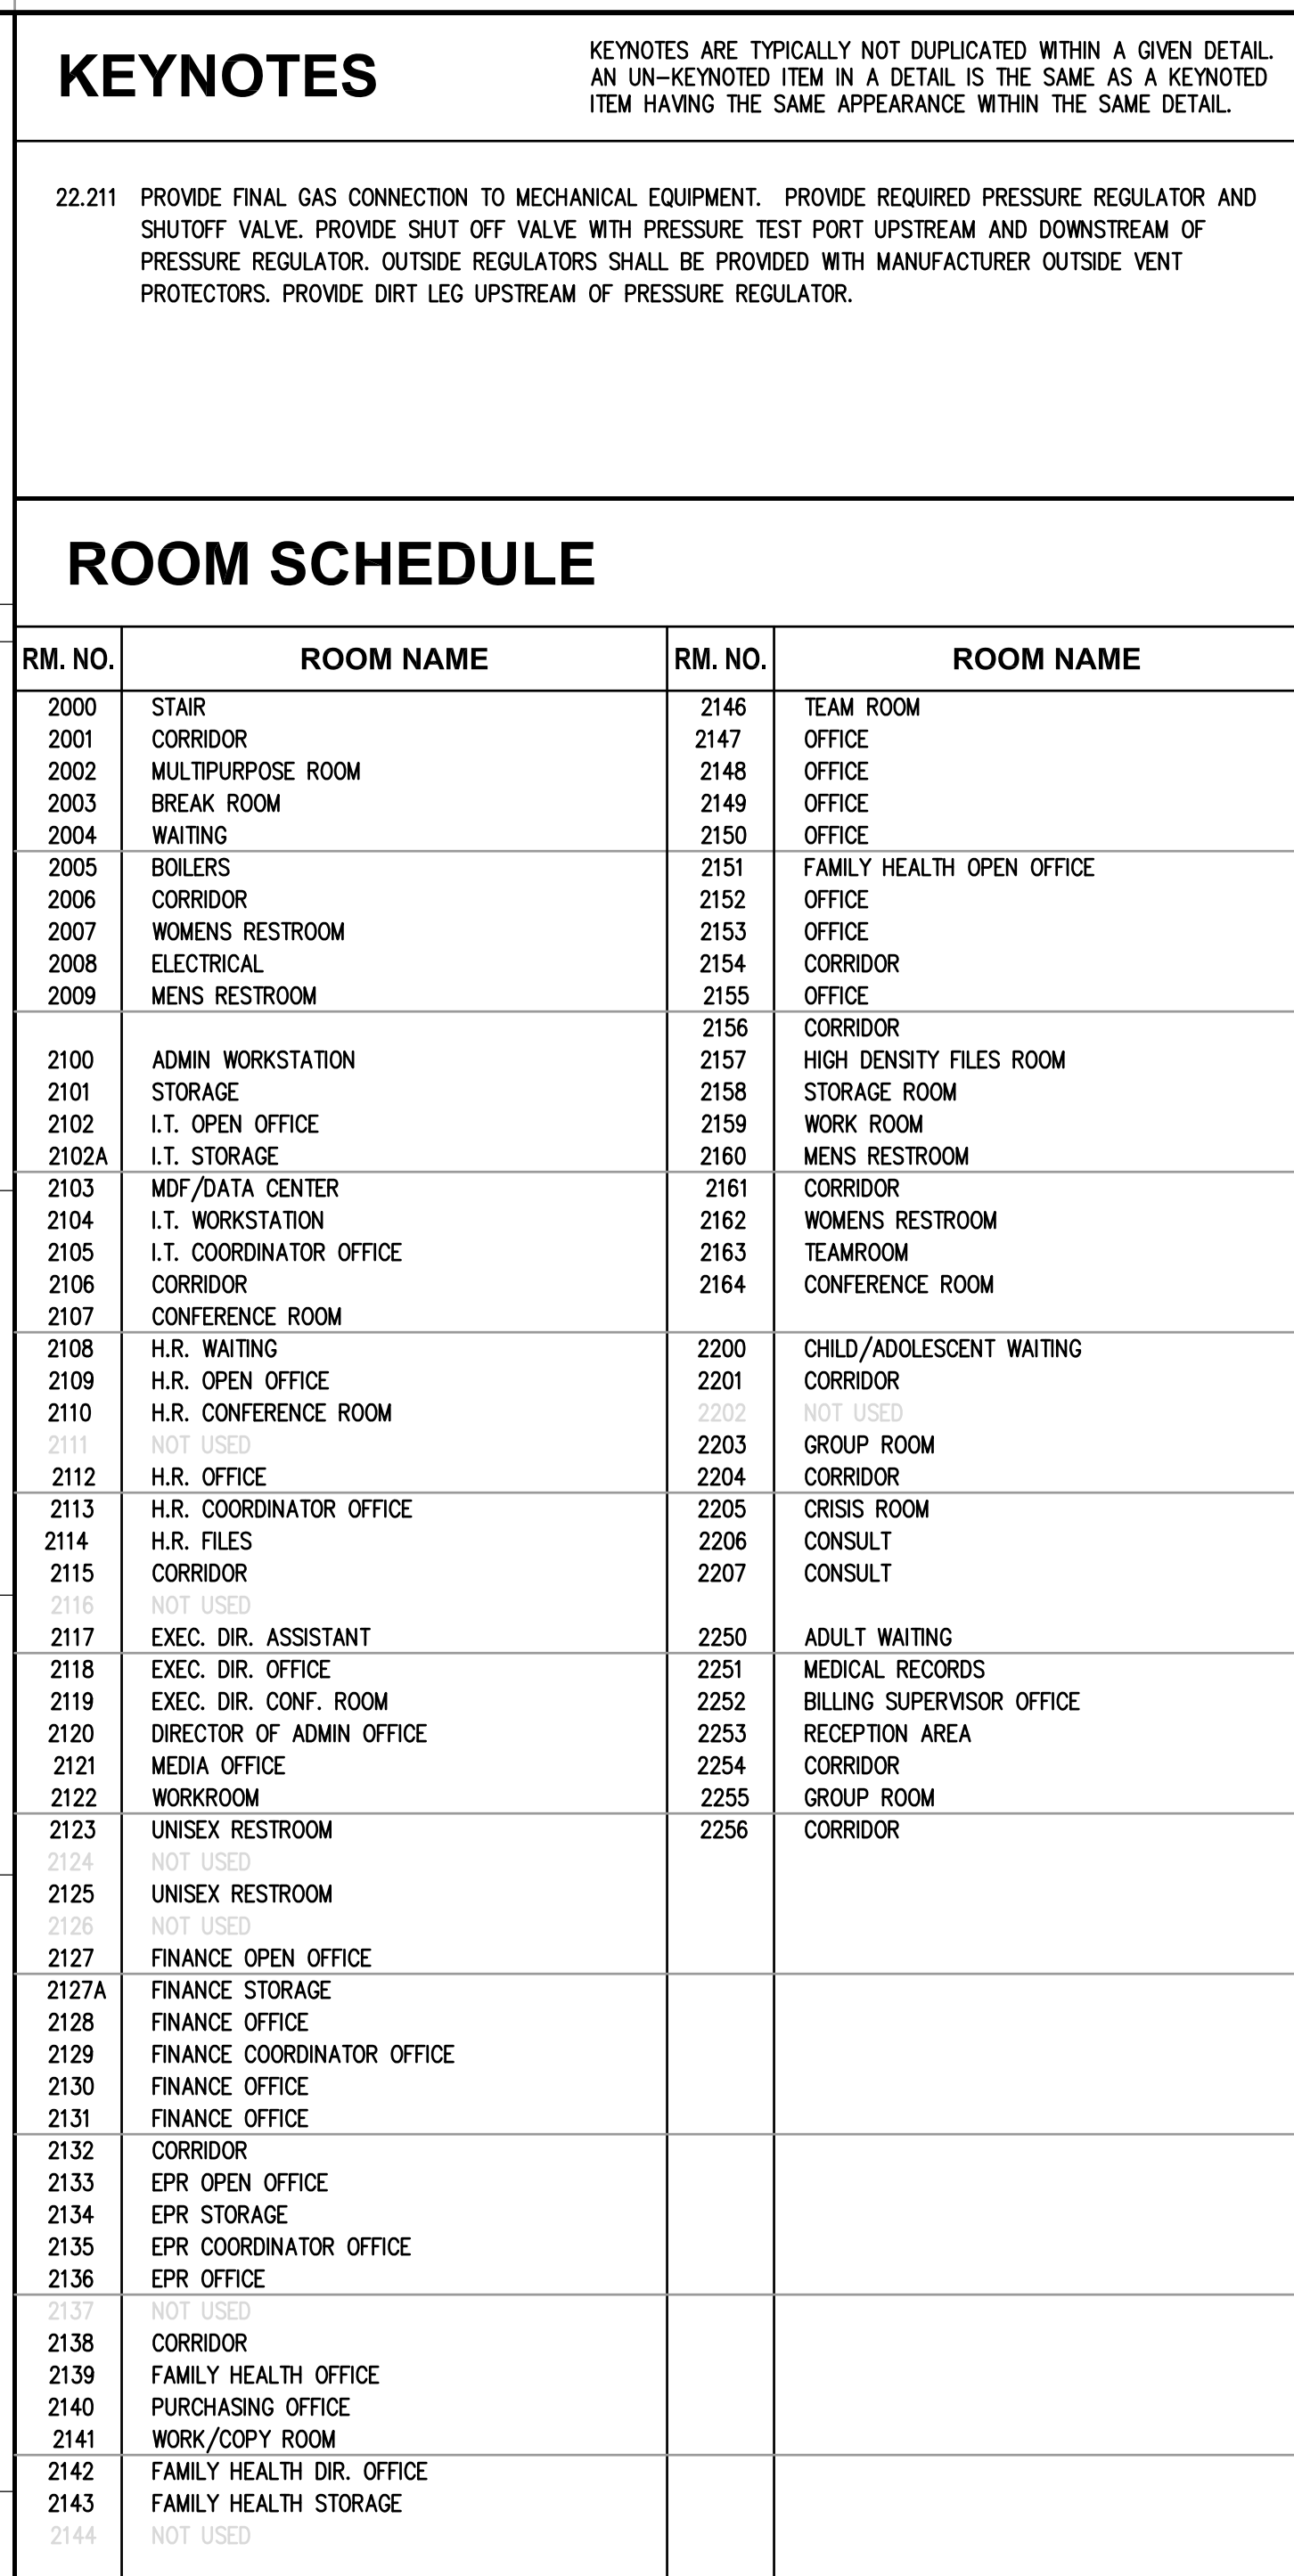 KEYNOTES
KEYNOTES ARE TYPICALLY NOT DUPLICATED WITHIN A GIVEN DETAIL.
AN UN-KEYNOTED ITEM IN A DETAIL IS THE SAME AS A KEYNOTED
ITEM HAVING THE SAME APPEARANCE WITHIN THE SAME DETAIL.
22.211 PROVIDE FINAL GAS CONNECTION TO MECHANICAL EQUIPMENT. PROVIDE REQUIRED PRESSURE REGULATOR AND
SHUTOFF VALVE. PROVIDE SHUT OFF VALVE WITH PRESSURE TEST PORT UPSTREAM AND DOWNSTREAM OF
PRESSURE REGULATOR. OUTSIDE REGULATORS SHALL BE PROVIDED WITH MANUFACTURER OUTSIDE VENT
PROTECTORS. PROVIDE DIRT LEG UPSTREAM OF PRESSURE REGULATOR.
ROOM SCHEDULE
RM. NO. ROOM NAME RM. NO. ROOM NAME
2000 STAIR 2146 TEAM ROOM
2001 CORRIDOR 2147 OFFICE
2002 MULTIPURPOSE ROOM 2148 OFFICE
2003 BREAK ROOM 2149 OFFICE
2004 WAITING 2150 OFFICE
2005 BOILERS 2151 FAMILY HEALTH OPEN OFFICE
2006 CORRIDOR 2152 OFFICE
2007 WOMENS RESTROOM 2153 OFFICE
2008 ELECTRICAL 2154 CORRIDOR
2009 MENS RESTROOM 2155 OFFICE
2156 CORRIDOR
2100 ADMIN WORKSTATION 2157 HIGH DENSITY FILES ROOM
2101 STORAGE 2158 STORAGE ROOM
2102 I.T. OPEN OFFICE 2159 WORK ROOM
2102A I.T. STORAGE 2160 MENS RESTROOM
2103 MDF/DATA CENTER 2161 CORRIDOR
2104 I.T. WORKSTATION 2162 WOMENS RESTROOM
2105 I.T. COORDINATOR OFFICE 2163 TEAMROOM
2106 CORRIDOR 2164 CONFERENCE ROOM
2107 CONFERENCE ROOM
2108 H.R. WAITING 2200 CHILD/ADOLESCENT WAITING
2109 H.R. OPEN OFFICE 2201 CORRIDOR
2110 H.R. CONFERENCE ROOM 2202 NOT USED
2111 NOT USED 2203 GROUP ROOM
2112 H.R. OFFICE 2204 CORRIDOR
2113 H.R. COORDINATOR OFFICE 2205 CRISIS ROOM
2114 H.R. FILES 2206 CONSULT
2115 CORRIDOR 2207 CONSULT
2116 NOT USED
2117 EXEC. DIR. ASSISTANT 2250 ADULT WAITING
2118 EXEC. DIR. OFFICE 2251 MEDICAL RECORDS
2119 EXEC. DIR. CONF. ROOM 2252 BILLING SUPERVISOR OFFICE
2120 DIRECTOR OF ADMIN OFFICE 2253 RECEPTION AREA
2121 MEDIA OFFICE 2254 CORRIDOR
2122 WORKROOM 2255 GROUP ROOM
2123 UNISEX RESTROOM 2256 CORRIDOR
2124 NOT USED
2125 UNISEX RESTROOM
2126 NOT USED
2127 FINANCE OPEN OFFICE
2127A FINANCE STORAGE
2128 FINANCE OFFICE
2129 FINANCE COORDINATOR OFFICE
2130 FINANCE OFFICE
2131 FINANCE OFFICE
2132 CORRIDOR
2133 EPR OPEN OFFICE
2134 EPR STORAGE
2135 EPR COORDINATOR OFFICE
2136 EPR OFFICE
2137 NOT USED
2138 CORRIDOR
2139 FAMILY HEALTH OFFICE
2140 PURCHASING OFFICE
2141 WORK/COPY ROOM
2142 FAMILY HEALTH DIR. OFFICE
2143 FAMILY HEALTH STORAGE
2144 NOT USED